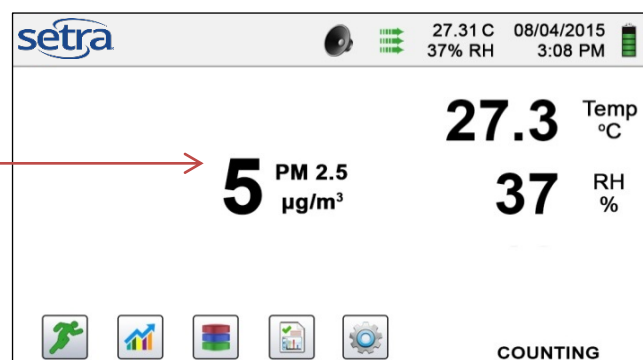 setra
27.31 C 08/04/2015
37% RH 3:08 PM
27.3 Temp
ºC
5 PM 2.5
µg/m³
37 RH
%
COUNTING